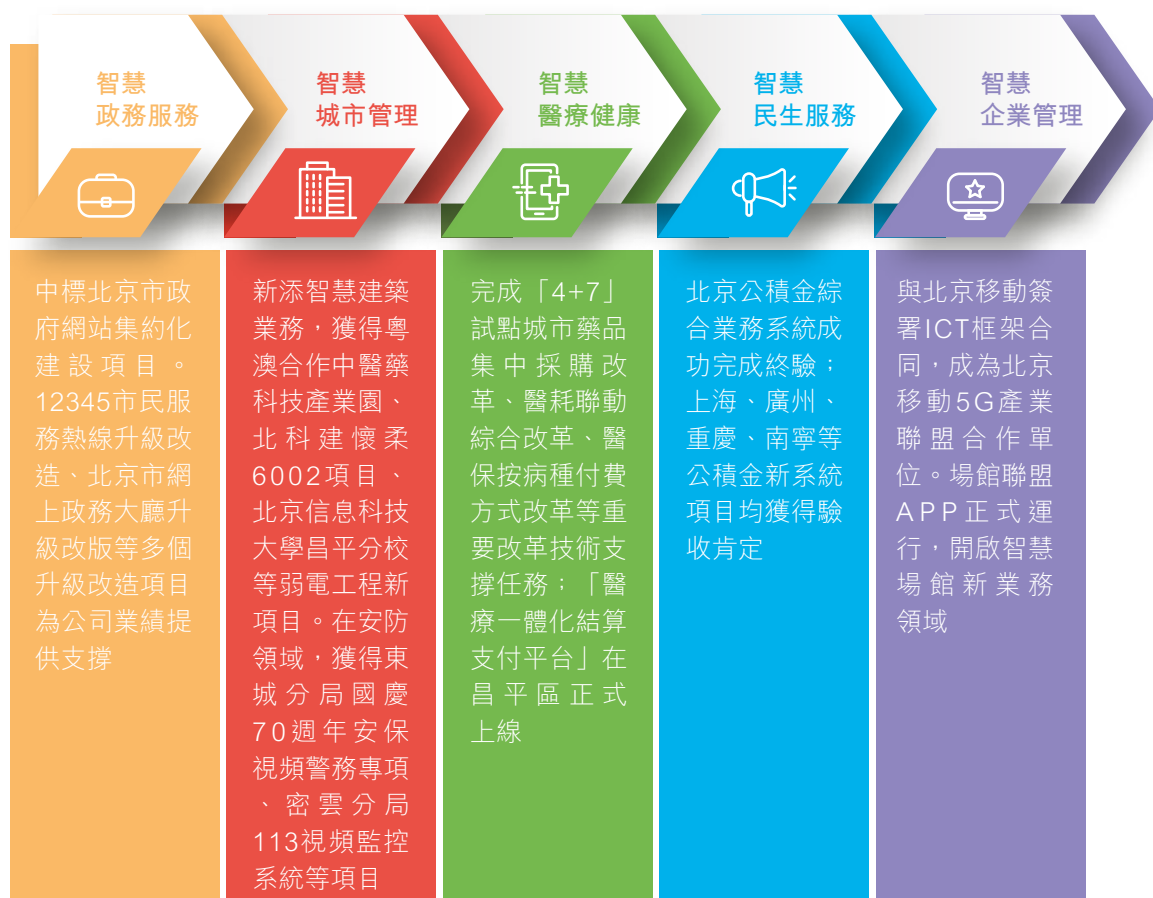 智慧
政務服務
中標北京市政
府網站集約化
建設項目。
12345市民服
務熱線升級改
造、北京市網
上政務大廳升
級改版等多個
升級改造項目
為公司業績提
供支撐
智慧
城市管理
新添智慧建築
業務，獲得粵
澳合作中醫藥
科技產業園、
北科建懷柔
6002項目、
北京信息科技
大學昌平分校
等弱電工程新
項目。在安防
領域，獲得東
城分局國慶
70週年安保
視頻警務專項
、密雲分局
113視頻監控
系統等項目
智慧
醫療健康
完成「4+7」
試點城市藥品
集中採購改
革、醫耗聯動
綜合改革、醫
保按病種付費
方式改革等重
要改革技術支
撐任務；「醫
療一體化結算
支付平台」在
昌平區正式
上線
智慧
民生服務
北京公積金綜
合業務系統成
功完成終驗；
上海、廣州、
重慶、南寧等
公積金新系統
項目均獲得驗
收肯定
智慧
企業管理
與北京移動簽
署ICT框架合
同，成為北京
移動5G產業
聯盟合作單
位。場館聯盟
APP正式運
行，開啟智慧
場館新業務
領域